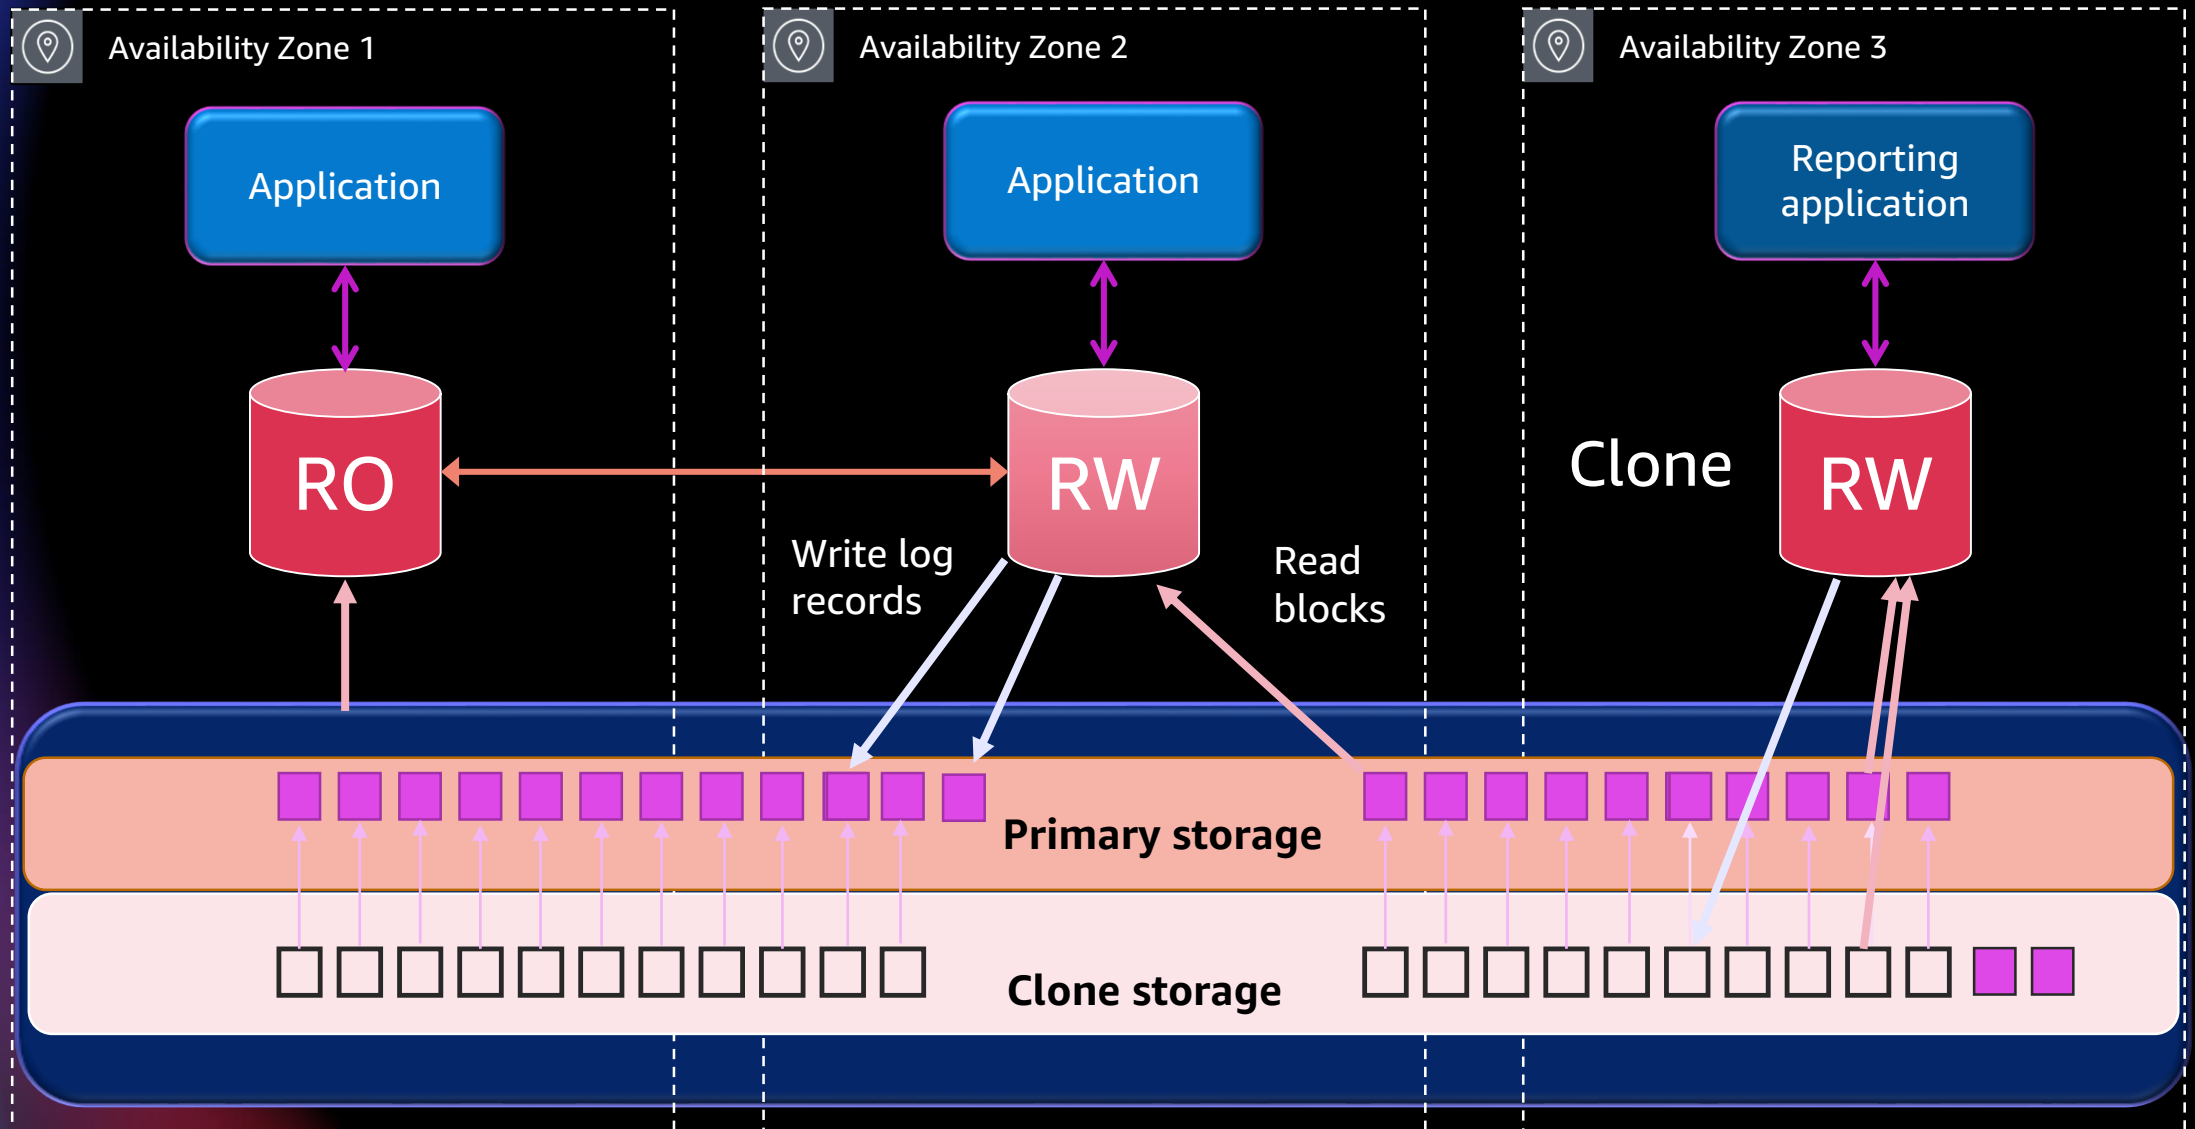 Availability Zone 1
Availability Zone 2
Availability Zone 3
Application
Application
Reporting
application
RO
RW
Clone
RW
Write log
records
Read
blocks
Primary storage
Clone storage